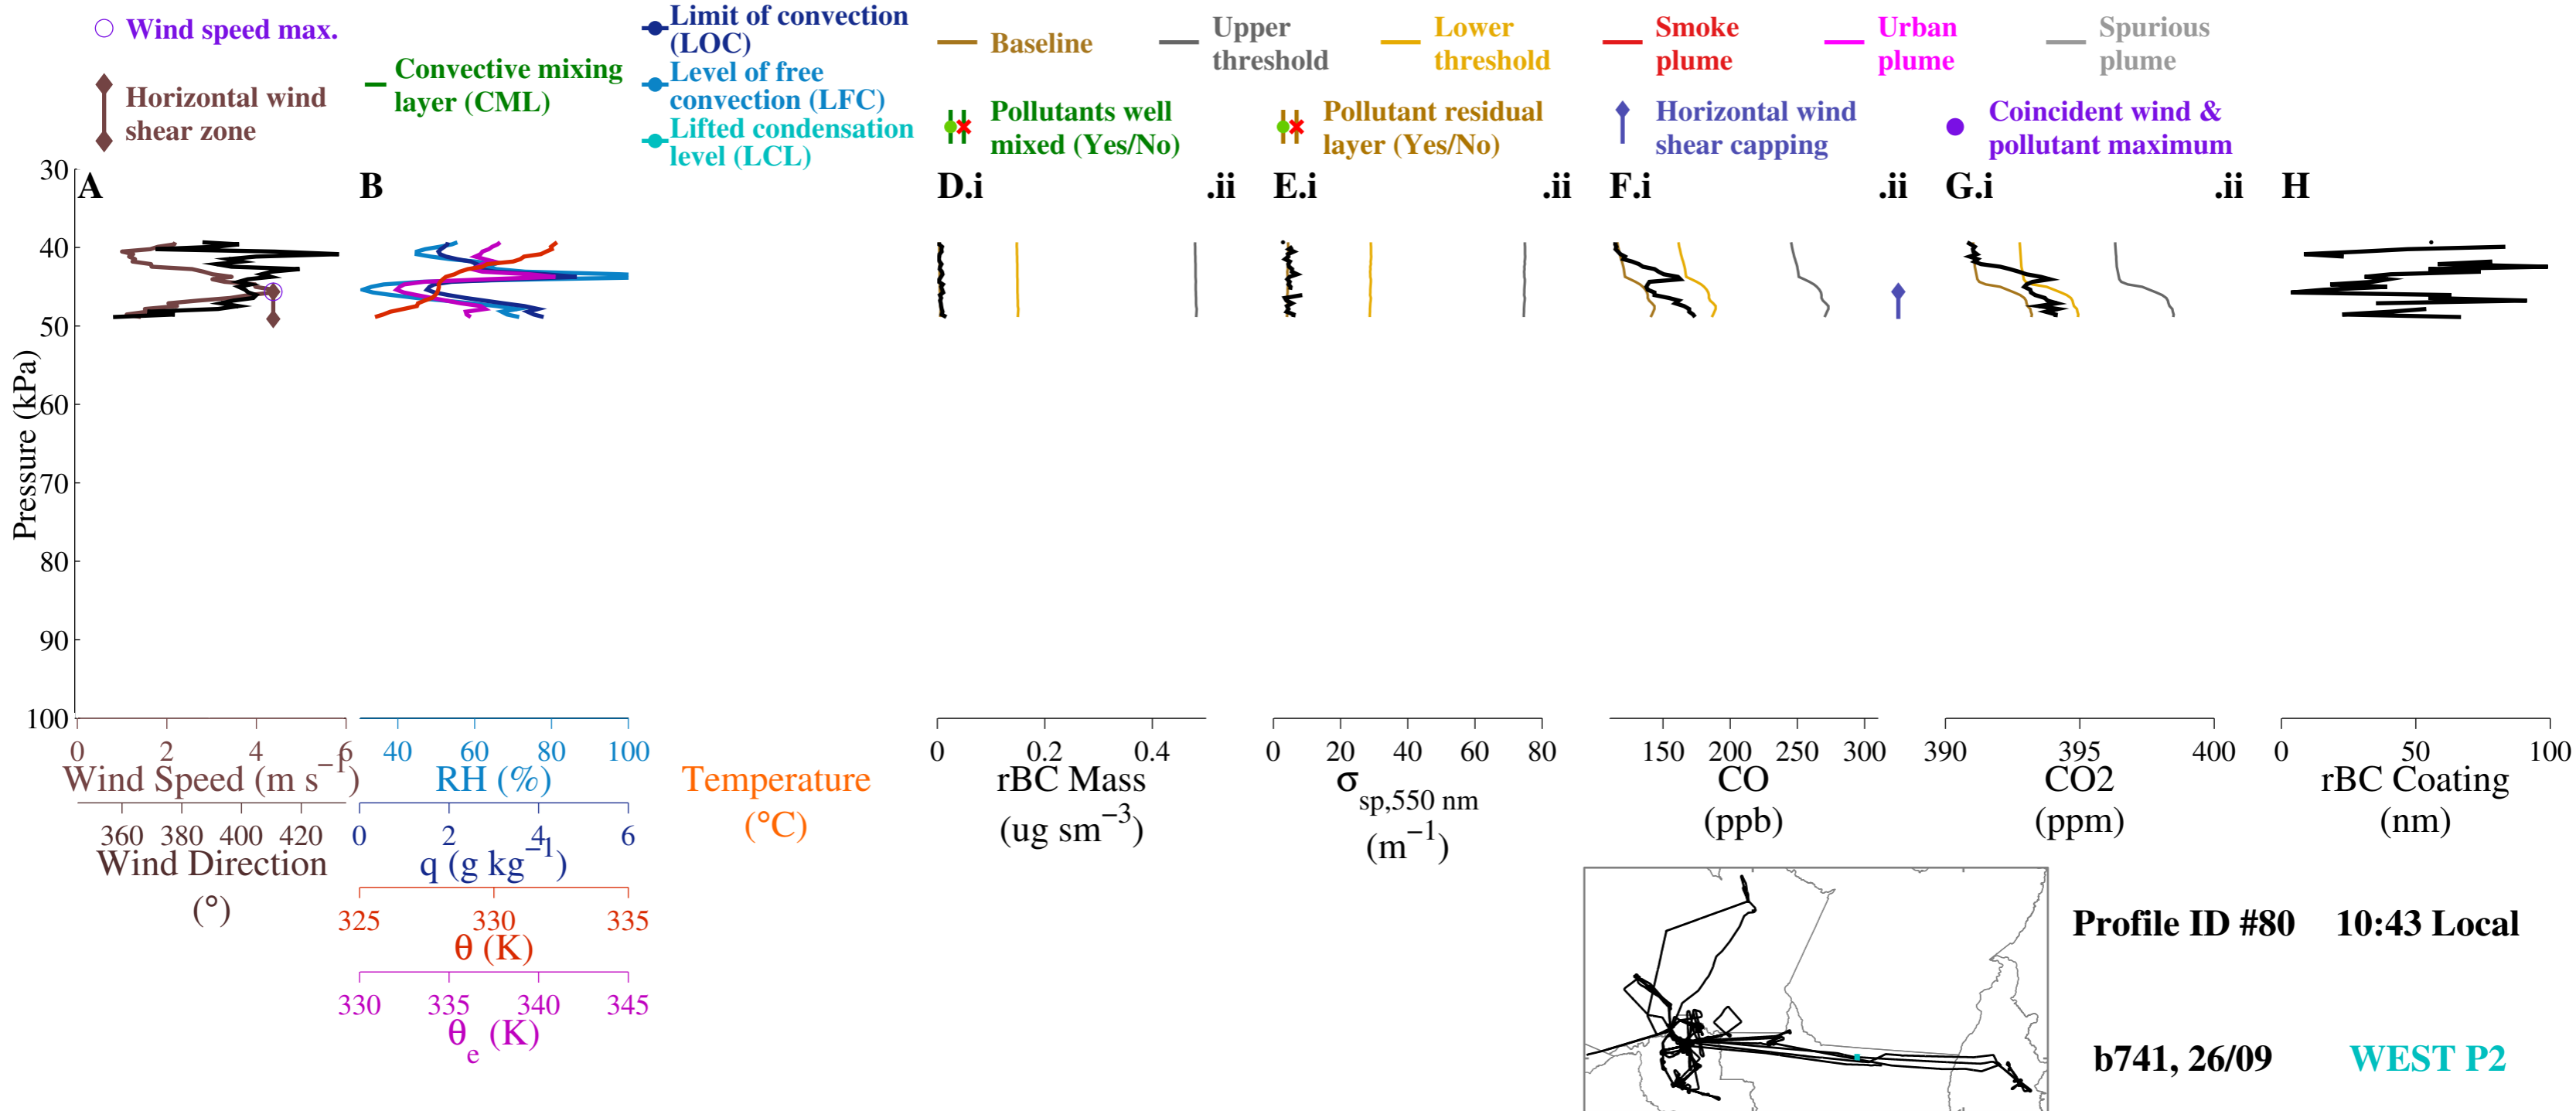 Wind speed max.
Horizontal wind
shear zone
Convective mixing
layer (CML)
Limit of convection
(LOC)
Level of free
convection (LFC)
Lifted condensation
level (LCL)
Baseline
Upper
threshold
Lower
threshold
Smoke
plume
Urban
plume
Spurious
plume
Pollutants well
mixed (Yes/No)
Pollutant residual
layer (Yes/No)
Horizontal wind
shear capping
Coincident wind &
pollutant maximum
A
B
D.i .ii
E.i .ii
F.i .ii
G.i .ii
H
Pressure (kPa)
30
40
50
60
70
80
90
100
0 2 4 6
Wind Speed (m s−1)
360 380 400 420
Wind Direction
(°)
40 60 80 100
RH (%)
0 2 4 6
q (g kg−1)
325 330 335
θ (K)
330 335 340 345
θe (K)
Temperature
(°C)
0 0.2 0.4
rBC Mass
(ug sm−3)
0 20 40 60 80
σsp,550 nm
(m−1)
150 200 250 300
CO
(ppb)
390 395 400
CO2
(ppm)
0 50 100
rBC Coating
(nm)
Profile ID #80 10:43 Local
b741, 26/09 WEST P2